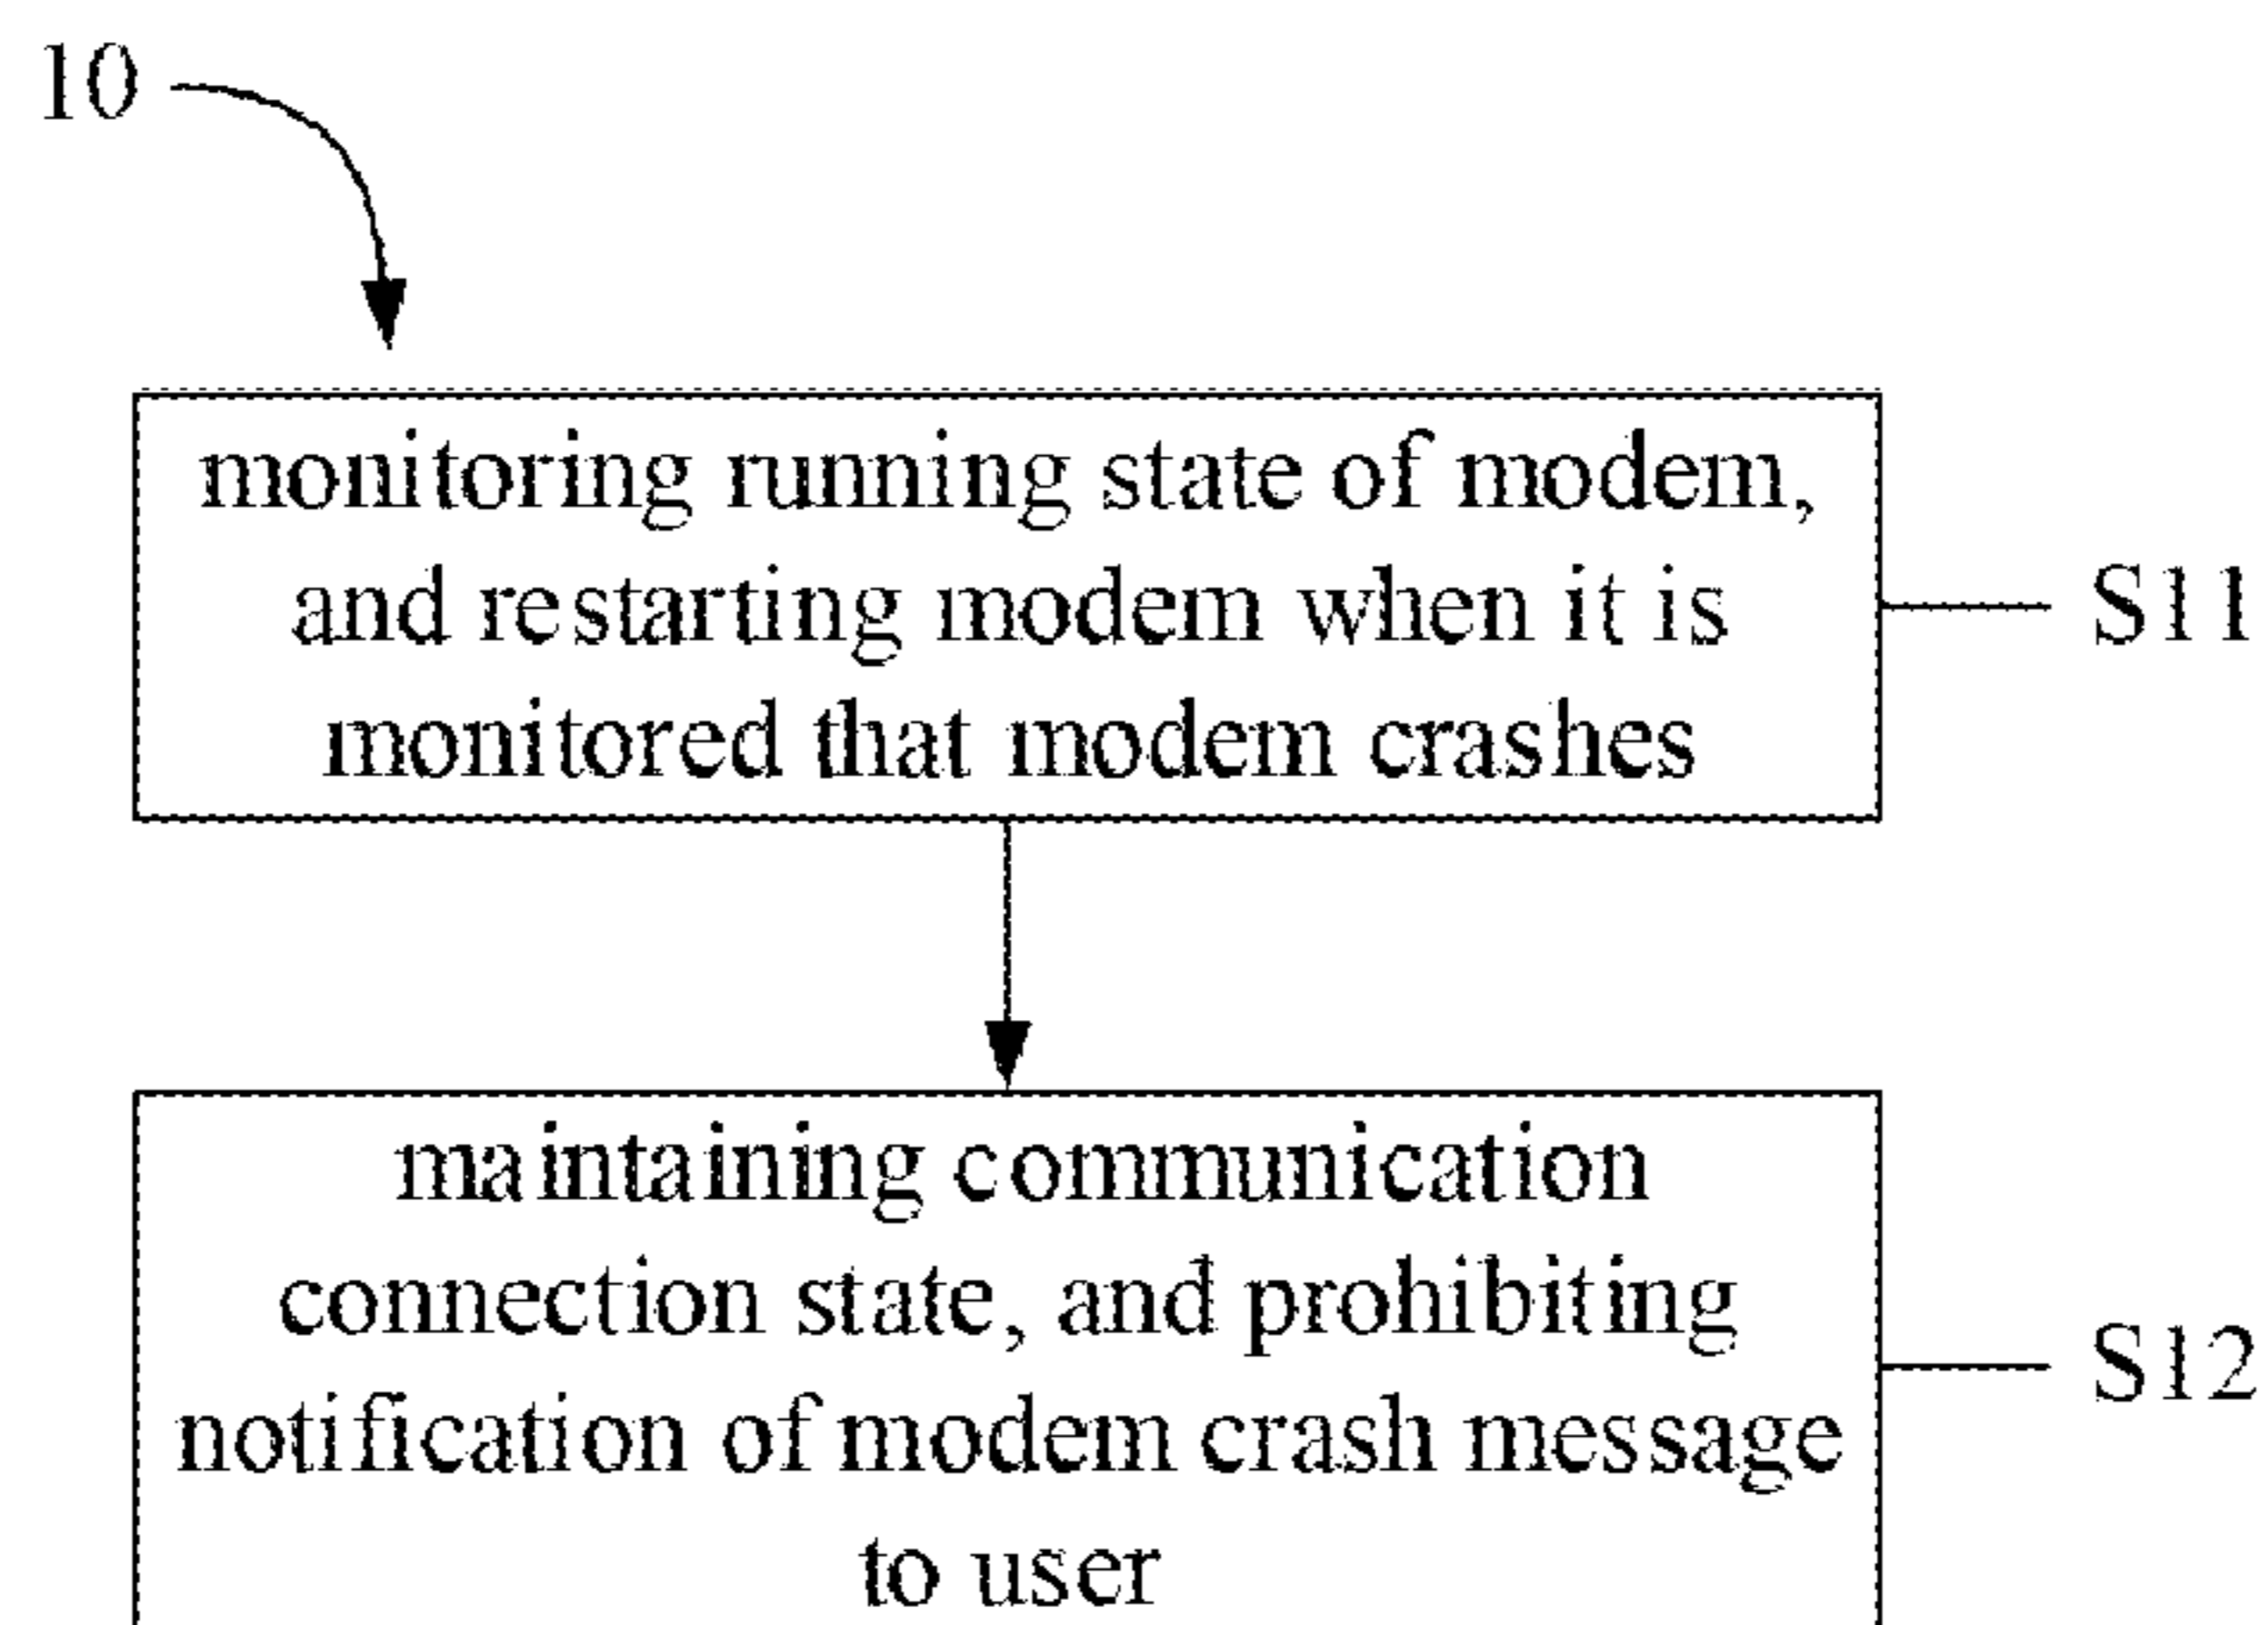 10
monitoring running state of modem,
and restarting modem when it is
monitored that modem crashes
S11
maintaining communication
connection state, and prohibiting
notification of modem crash message
to user
S12